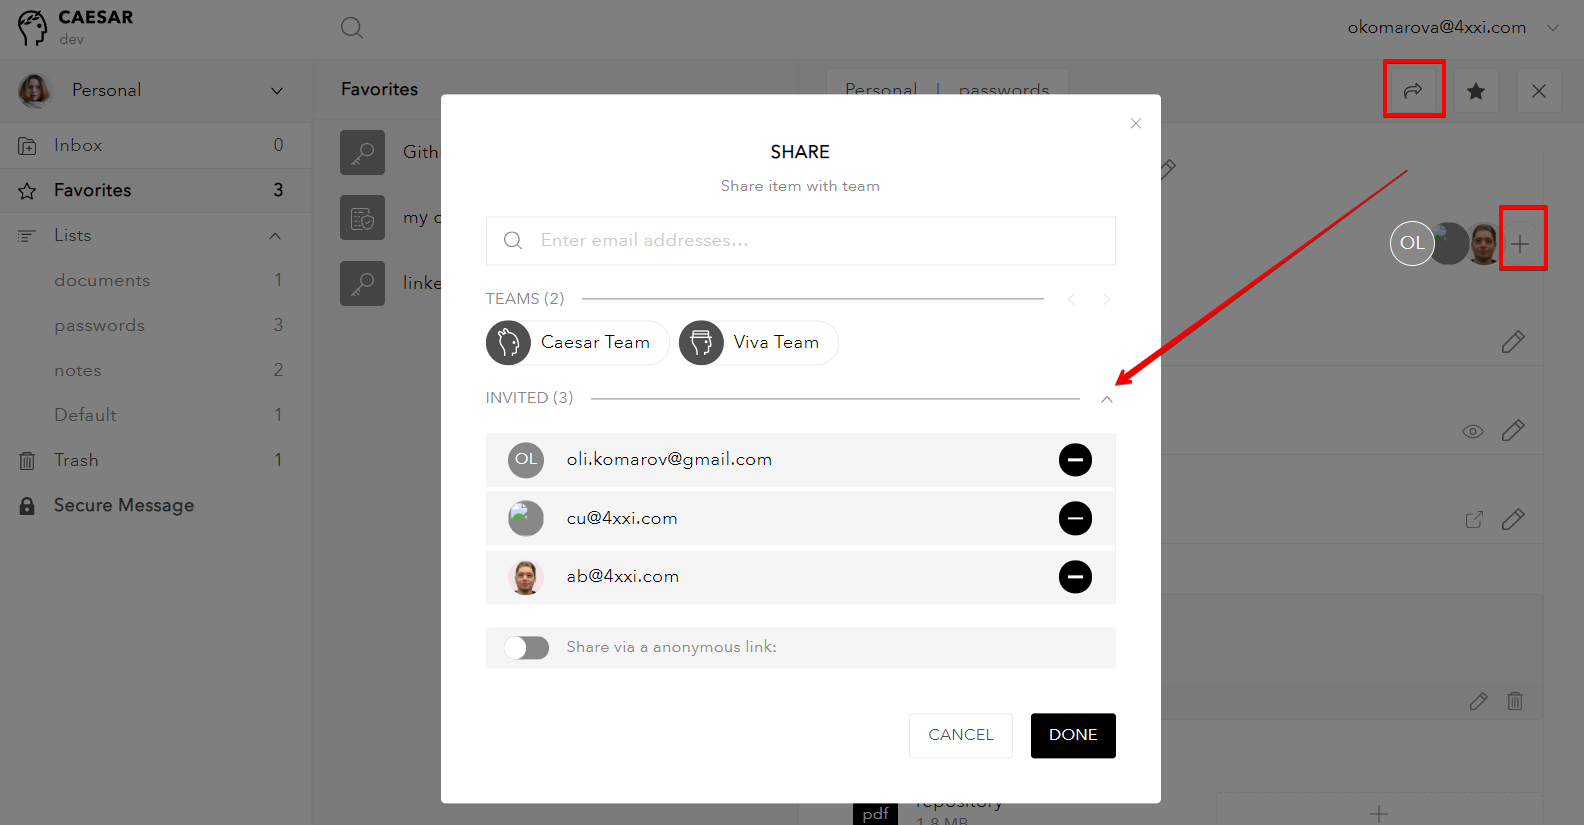 CAESAR
dev
okomarova@4xxi.com
Personal
Inbox 0
Favorites 3
Lists
documents 1
passwords 3
notes 2
Default 1
Trash 1
Secure Message
Favorites
Gith
my c
linke
Personal | passwords
OL
SHARE
Share item with team
Enter email addresses...
TEAMS (2)
Caesar Team
Viva Team
INVITED (3)
OL oli.komarov@gmail.com
cu@4xxi.com
ab@4xxi.com
Share via a anonymous link:
CANCEL
DONE
pdf
repository
1.8 MB